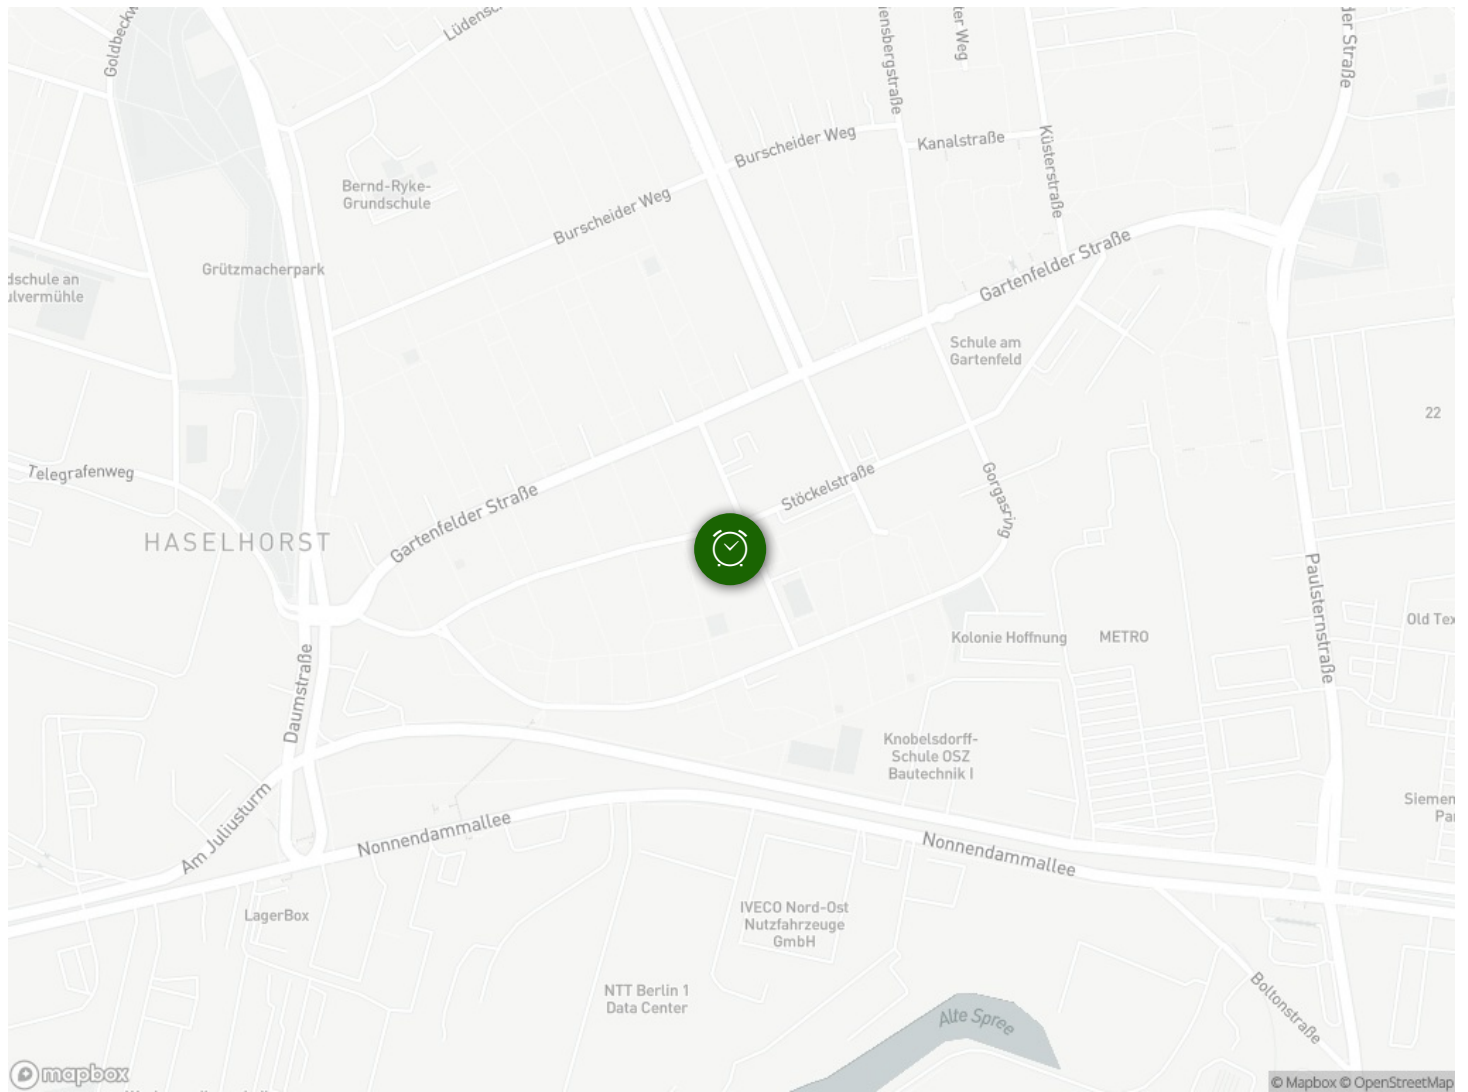 Goldbeckw
Lüdensc
ensbergstraße
ter Weg
der Straße
Burscheider Weg
Kanalstraße
Küsterstraße
Bernd-Ryke-
Grundschule
Burscheider Weg
Grützmacherpark
dschule an
ulvermühle
Gartenfelder Straße
Schule am
Gartenfeld
22
Telegrafenweg
Gartenfelder Straße
Stöckelstraße
Gorgasring
HASELHORST
Paulsternstraße
Kolonie Hoffnung
METRO
Old Tex
Daumstraße
Knobelsdorff-
Schule OSZ
Bautechnik I
Siemen
Pa
Am Juliusturm
Nonnendammallee
Nonnendammallee
LagerBox
IVECO Nord-Ost
Nutzfahrzeuge
GmbH
NTT Berlin 1
Data Center
Alte Spree
Boltonstraße
mapbox
© Mapbox © OpenStreetMap